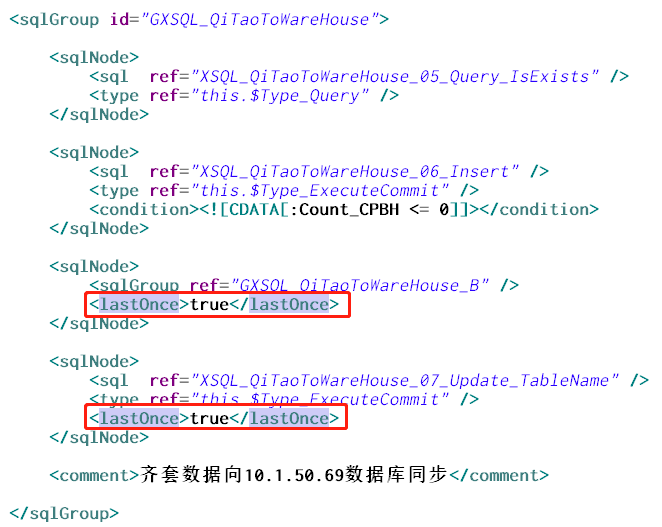 <sqlGroup id="GXSQL_QiTaoToWareHouse">
<sqlNode>
<sql  ref="XSQL_QiTaoToWareHouse_05_Query_IsExists" />
<type ref="this.$Type_Query" />
</sqlNode>
<sqlNode>
<sql  ref="XSQL_QiTaoToWareHouse_06_Insert" />
<type ref="this.$Type_ExecuteCommit" />
<condition><![CDATA[:Count_CPBH <= 0]]></condition>
</sqlNode>
<sqlNode>
<sqlGroup ref="GXSQL_QiTaoToWareHouse_B" />
<lastOnce>true</lastOnce>
</sqlNode>
<sqlNode>
<sql  ref="XSQL_QiTaoToWareHouse_07_Update_TableName" />
<type ref="this.$Type_ExecuteCommit" />
<lastOnce>true</lastOnce>
</sqlNode>
<comment>齐套数据向10.1.50.69数据库同步</comment>
</sqlGroup>